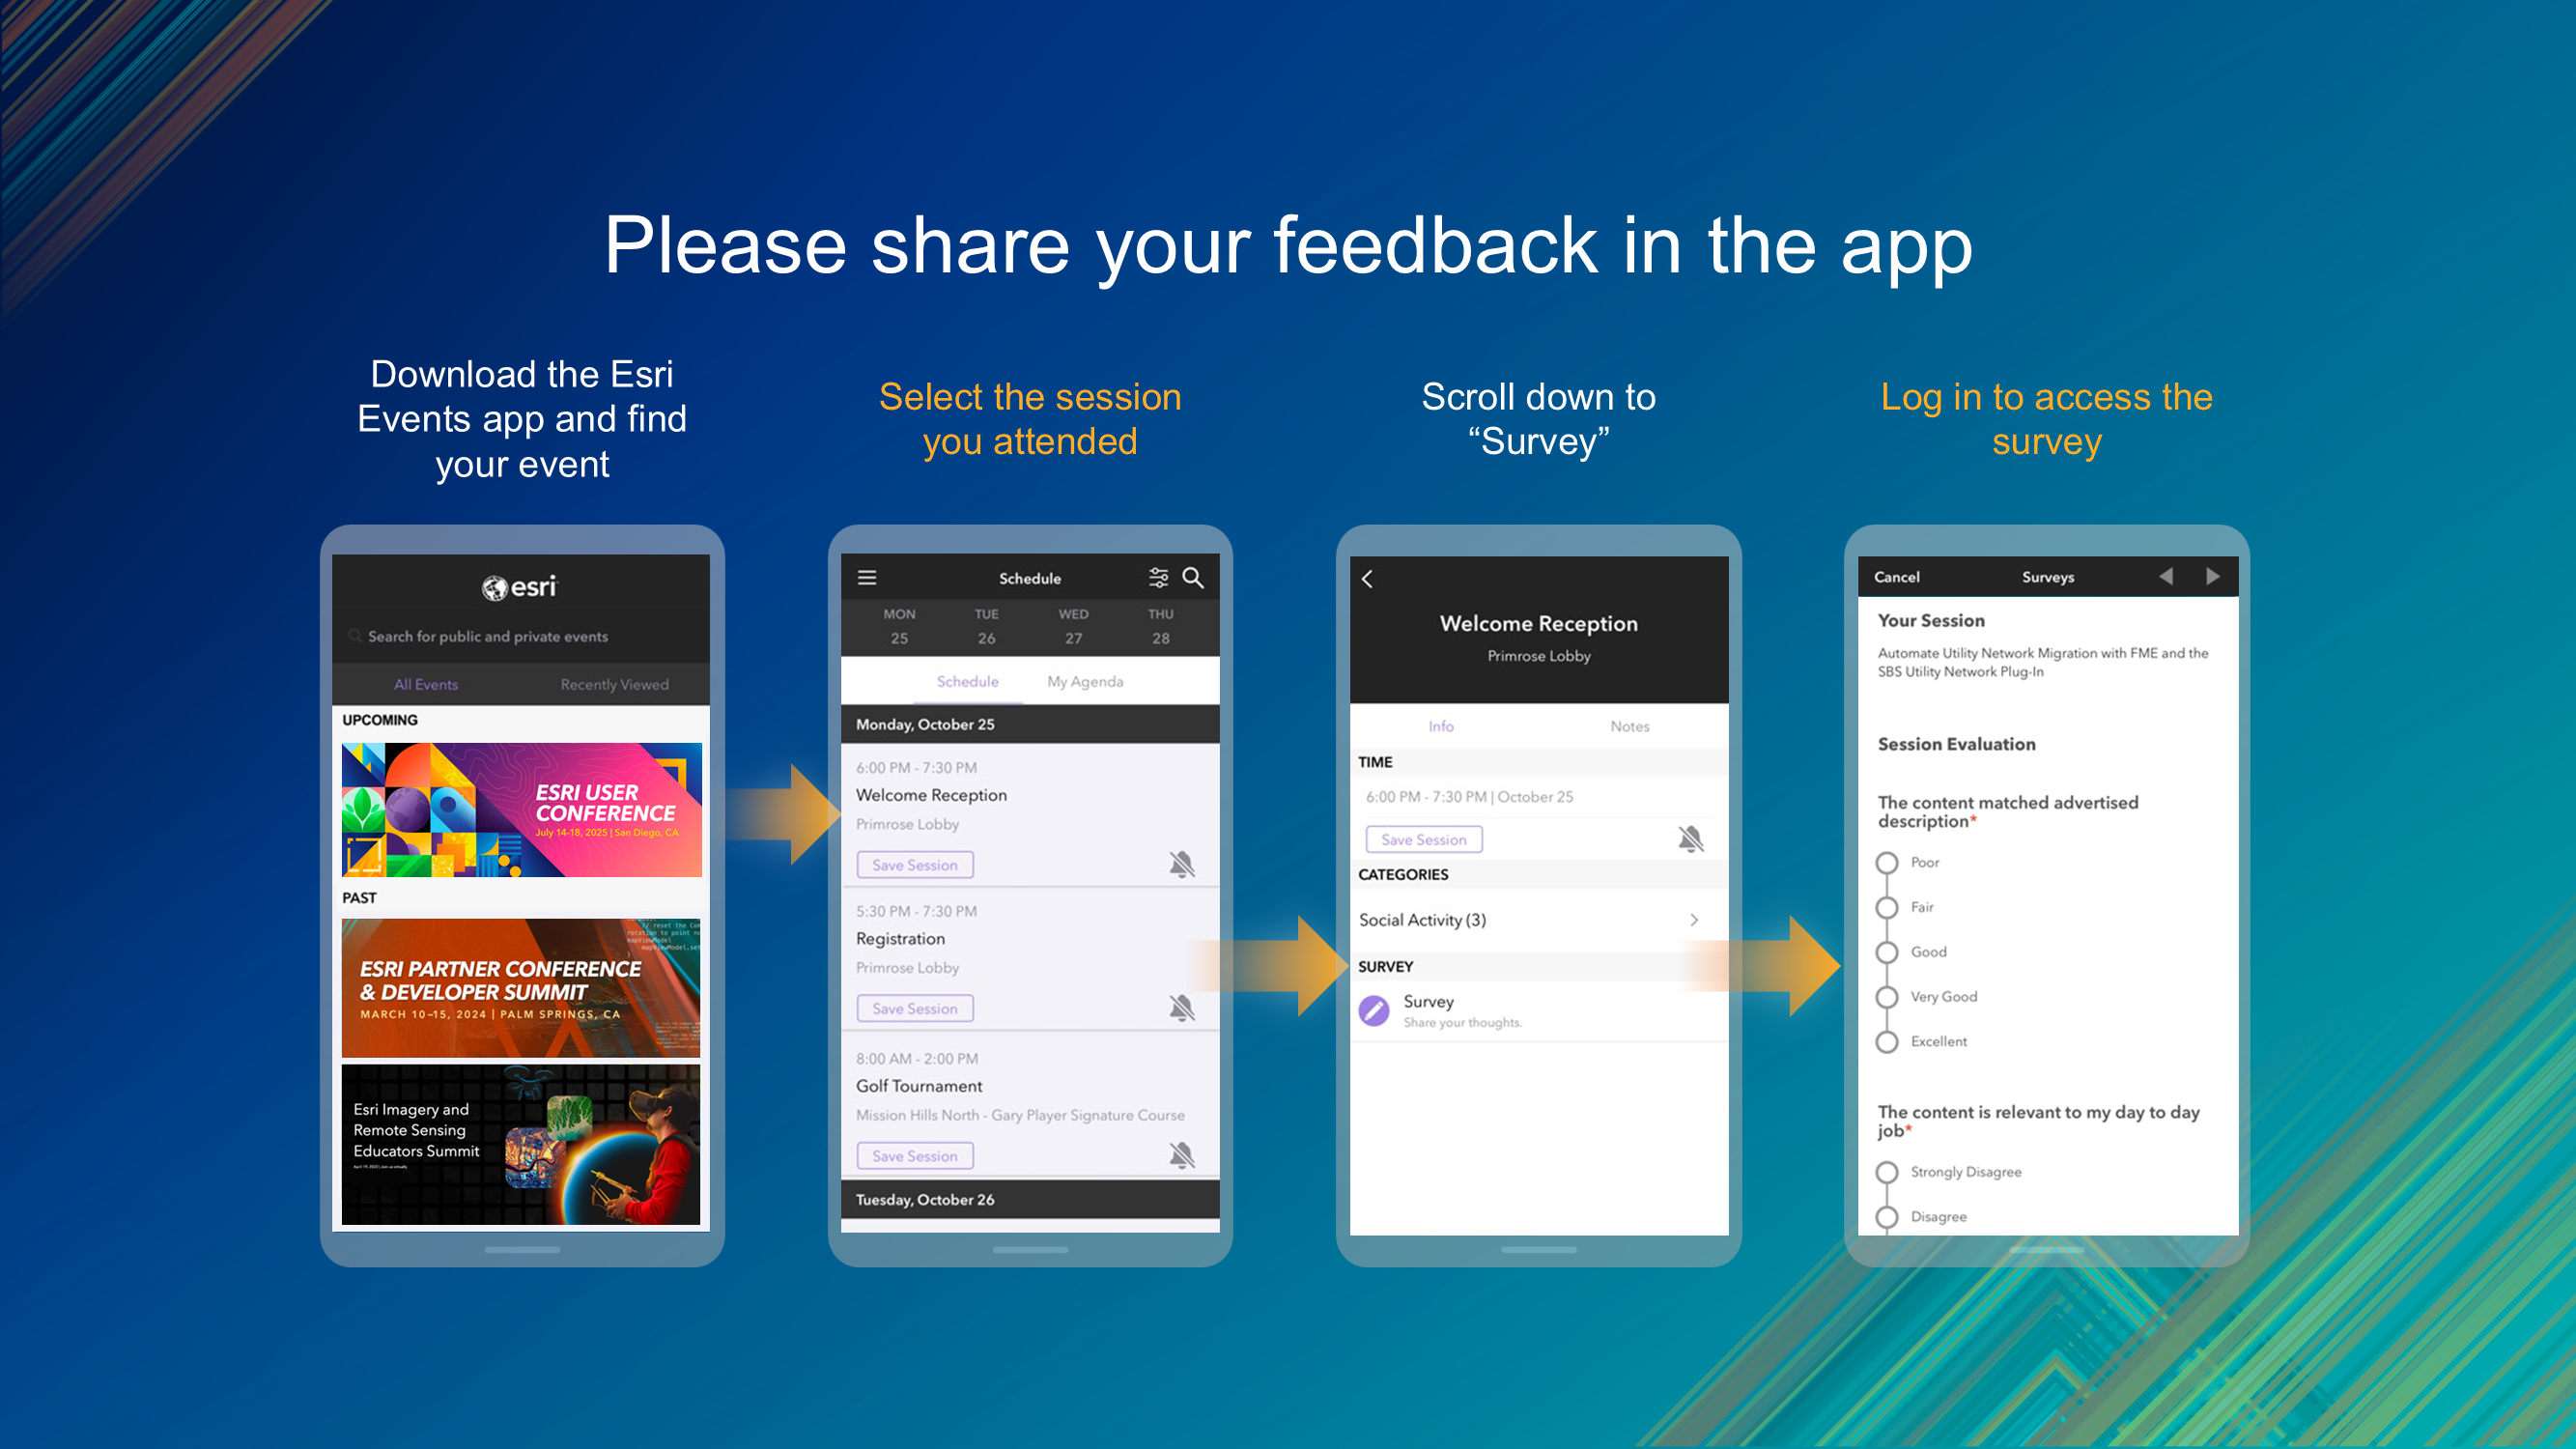 Please share your feedback in the app
Download the Esri
Events app and find
your event
Select the session
you attended
Scroll down to
“Survey”
Log in to access the
survey
esri
Search for public and private events
All Events
Recently Viewed
UPCOMING
ESRI USER
CONFERENCE
July 14-18, 2025 | San Diego, CA
PAST
// reset the
rotation to point
mapViewModel
mapViewModel.set
ESRI PARTNER CONFERENCE
& DEVELOPER SUMMIT
MARCH 10-15, 2024 | PALM SPRINGS, CA
Esri Imagery and
Remote Sensing
Educators Summit
Schedule
MON TUE WED THU
25 26 27 28
Schedule My Agenda
Monday, October 25
6:00 PM - 7:30 PM
Welcome Reception
Primrose Lobby
Save Session
5:30 PM - 7:30 PM
Registration
Primrose Lobby
Save Session
8:00 AM - 2:00 PM
Golf Tournament
Mission Hills North - Gary Player Signature Course
Save Session
Tuesday, October 26
Welcome Reception
Primrose Lobby
Info Notes
TIME
6:00 PM - 7:30 PM | October 25
Save Session
CATEGORIES
Social Activity (3)
SURVEY
Survey
Share your thoughts.
Cancel Surveys
Your Session
Automate Utility Network Migration with FME and the
SBS Utility Network Plug-In
Session Evaluation
The content matched advertised
description*
Poor
Fair
Good
Very Good
Excellent
The content is relevant to my day to day
job*
Strongly Disagree
Disagree